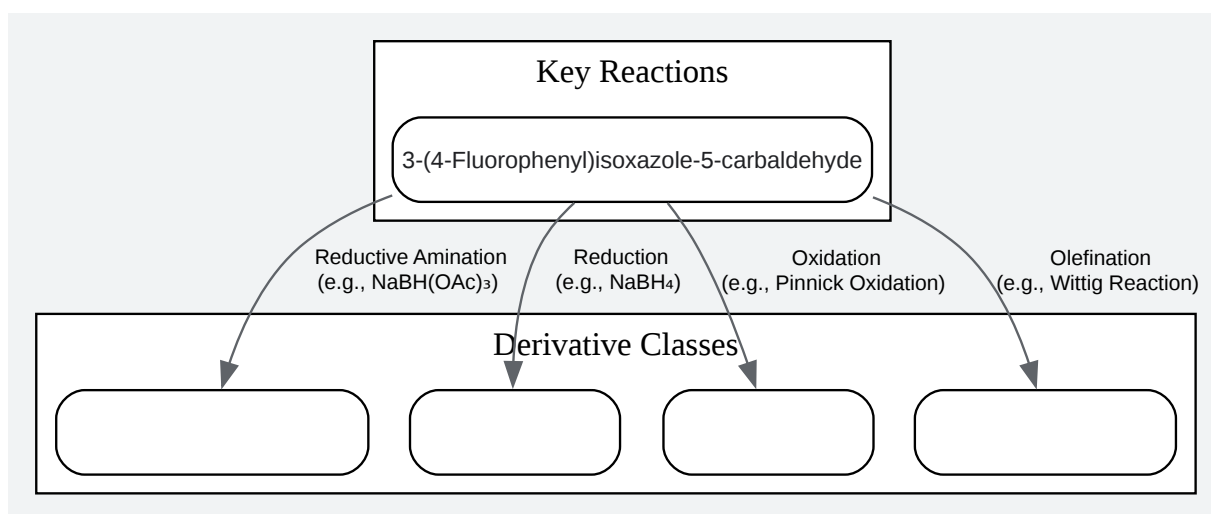 Key Reactions
3-(4-Fluorophenyl)isoxazole-5-carbaldehyde
Reductive Amination
(e.g., NaBH(OAc)₃)
Reduction
(e.g., NaBH₄)
Oxidation
(e.g., Pinnick Oxidation)
Olefination
(e.g., Wittig Reaction)
Derivative Classes